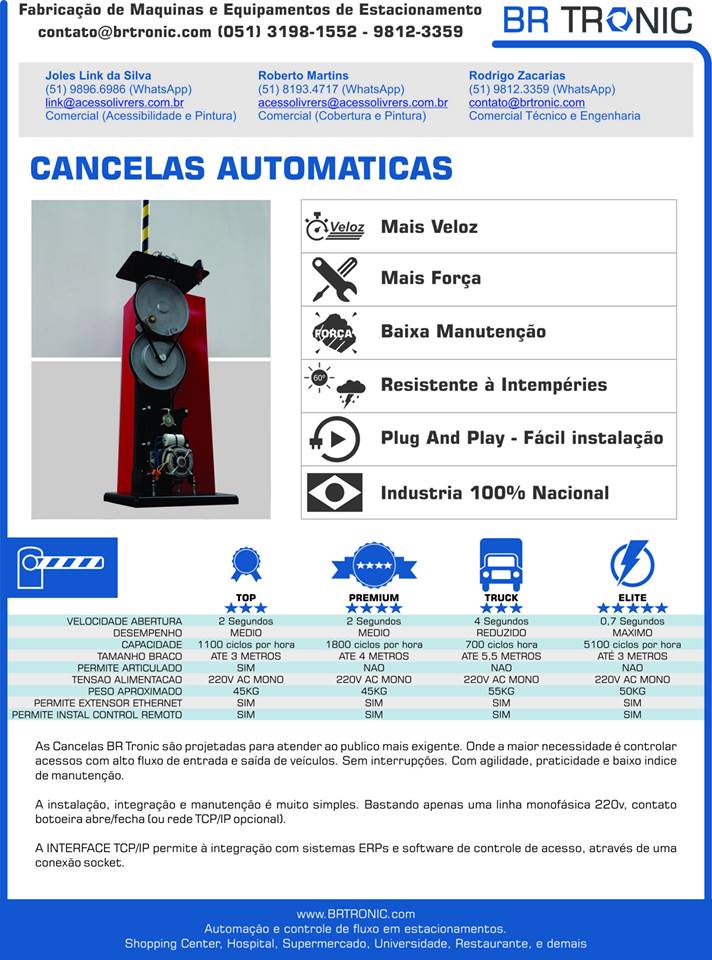 Fabricação de Maquinas e Equipamentos de Estacionamento
contato@brtronic.com (051) 3198-1552 - 9812-3359
BR TRONIC
Joles Link da Silva
(51) 9896.6986 (WhatsApp)
link@acessolivrers.com.br
Comercial (Acessibilidade e Pintura)
Roberto Martins
(51) 8193.4717 (WhatsApp)
acessolivrers@acessolivrers.com.br
Comercial (Cobertura e Pintura)
Rodrigo Zacarias
(51) 9812.3359 (WhatsApp)
contato@brtronic.com
Comercial Técnico e Engenharia
CANCELAS AUTOMATICAS
Veloz Mais Veloz
Mais Força
FORÇA Baixa Manutenção
60º Resistente à Intempéries
Plug And Play - Fácil instalação
Industria 100% Nacional
TOP PREMIUM TRUCK ELITE
VELOCIDADE ABERTURA 2 Segundos 2 Segundos 4 Segundos 0,7 Segundos
DESEMPENHO MEDIO MEDIO REDUZIDO MAXIMO
CAPACIDADE 1100 ciclos por hora 1800 ciclos por hora 700 ciclos por hora 5100 ciclos por hora
TAMANHO BRACO ATE 3 METROS ATE 4 METROS ATE 5,5 METROS ATÉ 3 METROS
PERMITE ARTICULADO SIM NAO NAO NAO
TENSAO ALIMENTACAO 220V AC MONO 220V AC MONO 220V AC MONO 220V AC MONO
PESO APROXIMADO 45KG 45KG 55KG 50KG
PERMITE EXTENSOR ETHERNET SIM SIM SIM SIM
PERMITE INSTAL CONTROL REMOTO SIM SIM SIM SIM
As Cancelas BR Tronic são projetadas para atender ao publico mais exigente. Onde a maior necessidade é controlar
acessos com alto fluxo de entrada e saída de veículos. Sem interrupções. Com agilidade, praticidade e baixo indice
de manutenção.
A instalação, integração e manutenção é muito simples. Bastando apenas uma linha monofásica 220v, contato
botoeira abre/fecha (ou rede TCP/IP opcional).
A INTERFACE TCP/IP permite à integração com sistemas ERPs e software de controle de acesso, através de uma
conexão socket.
www.BRTRONIC.com
Automação e controle de fluxo em estacionamentos.
Shopping Center, Hospital, Supermercado, Universidade, Restaurante, e demais